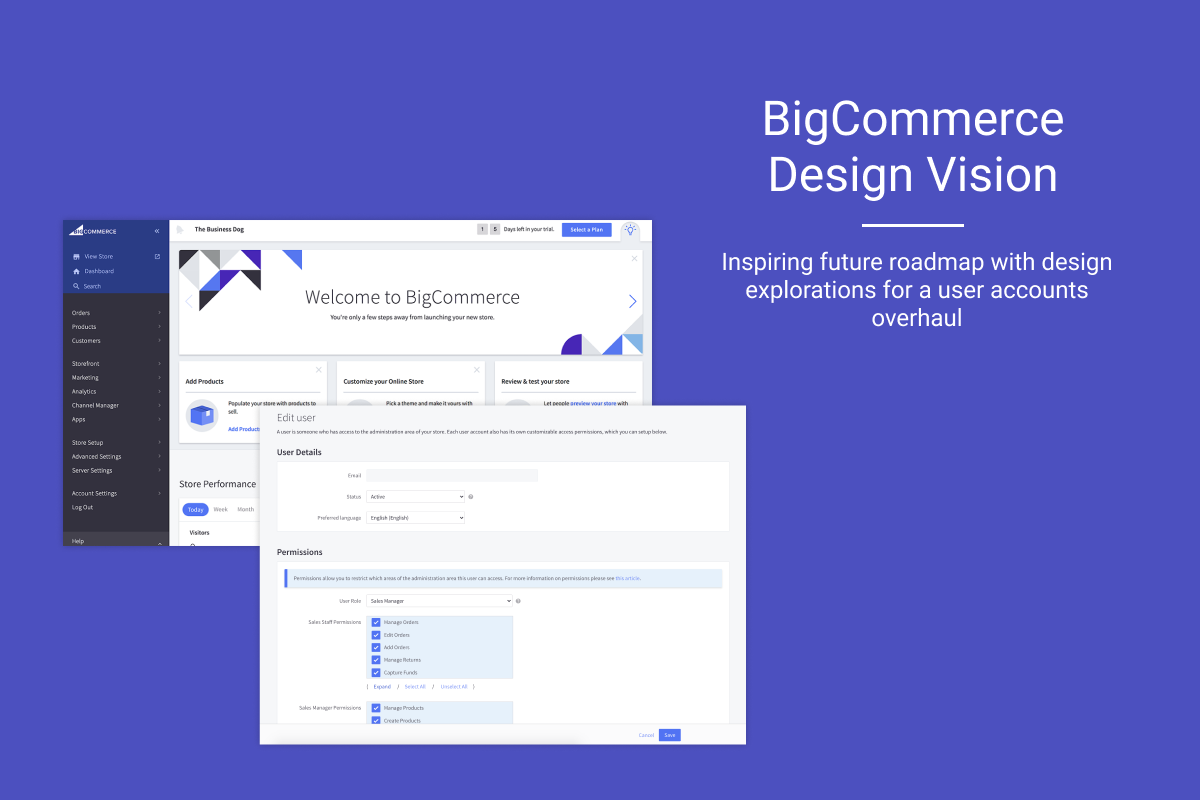 BigCommerce
Design Vision
Inspiring future roadmap with design
explorations for a user accounts
overhaul
BIGCOMMERCE
View Store
Dashboard
Search
Orders
Products
Customers
Storefront
Marketing
Analytics
Channel Manager
Apps
Store Setup
Advanced Settings
Server Settings
Account Settings
Log Out
Help
The Business Dog
1 5 Days left in your trial.
Select a Plan
Welcome to BigCommerce
You're only a few steps away from launching your new store.
Add Products
Populate your store with products to
sell.
Add Products
Customize your Online Store
Pick a theme and make it yours with
Review & test your store
Let people preview your store with
Store Performance
Today Week Month
Visitors
Edit user
A user is someone who has access to the administration area of your store. Each user account also has its own customizable access permissions, which you can setup below.
User Details
Email
Status Active
Preferred language English (English)
Permissions
Permissions allow you to restrict which areas of the administration area this user can access. For more information on permissions please see this article.
User Role Sales Manager
Sales Staff Permissions
Manage Orders
Edit Orders
Add Orders
Manage Returns
Capture Funds
[ Expand / Select All / Unselect All ]
Sales Manager Permissions
Manage Products
Create Products
Cancel Save